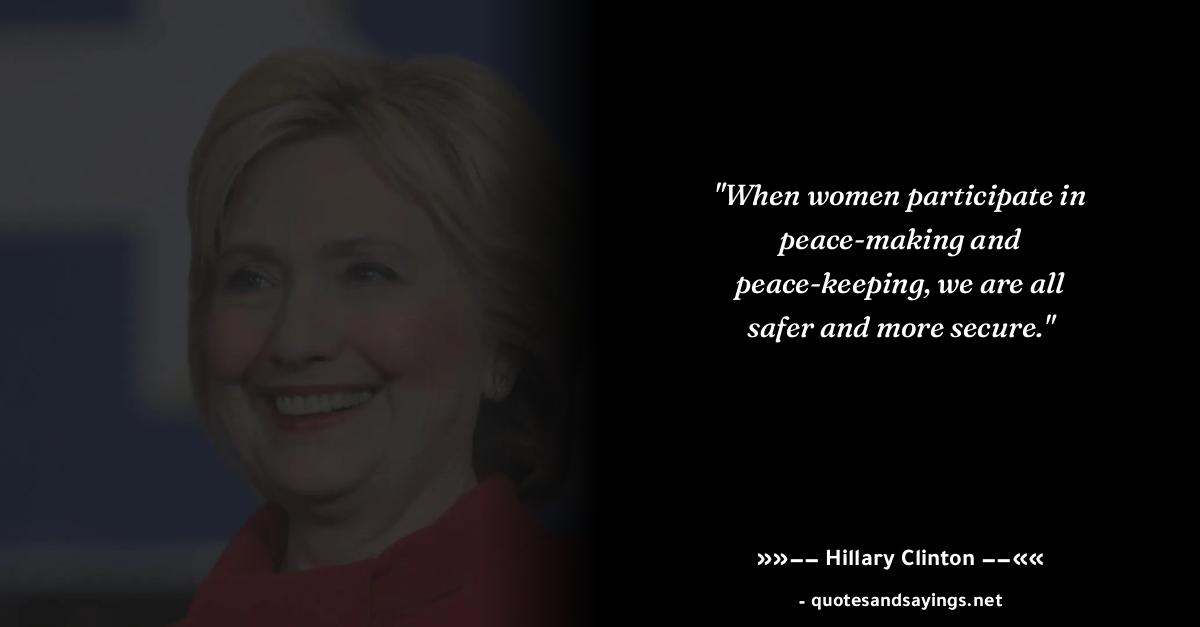 "When women participate in
peace-making and
peace-keeping, we are all
safer and more secure."
»»–– Hillary Clinton ––««
- quotesandsayings.net